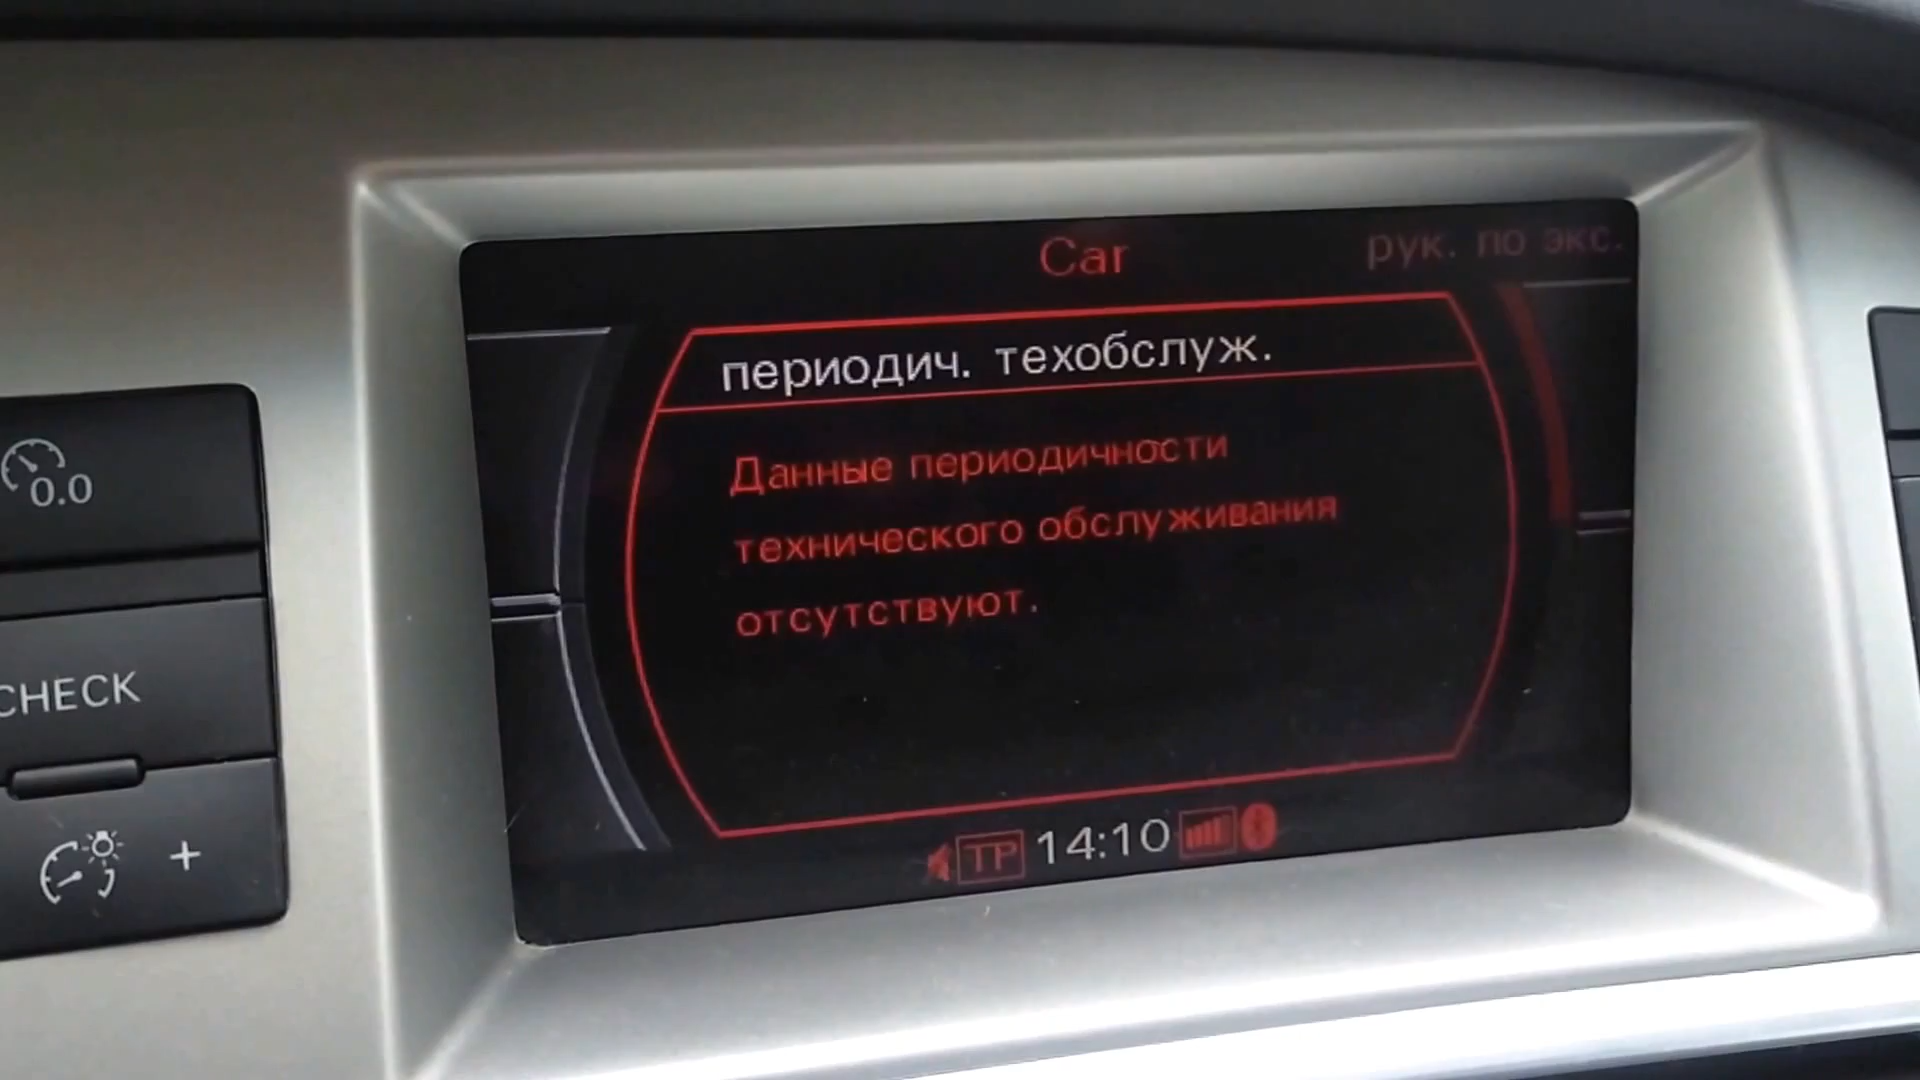 Car
рук. по экс.
периодич. техобслуж.
Данные периодичности
технического обслуживания
отсутствуют.
TP 14:10
0.0
CHECK
+